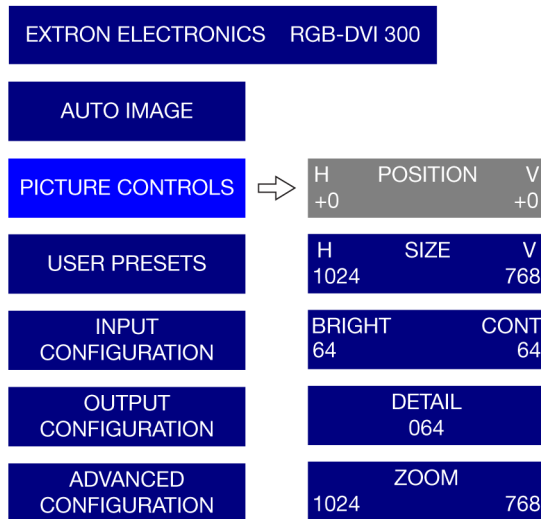 EXTRON ELECTRONICS RGB-DVI 300
AUTO IMAGE
PICTURE CONTROLS
H POSITION V
+0 +0
USER PRESETS
H SIZE V
1024 768
INPUT
CONFIGURATION
BRIGHT CONT
64 64
OUTPUT
CONFIGURATION
DETAIL
064
ADVANCED
CONFIGURATION
ZOOM
1024 768